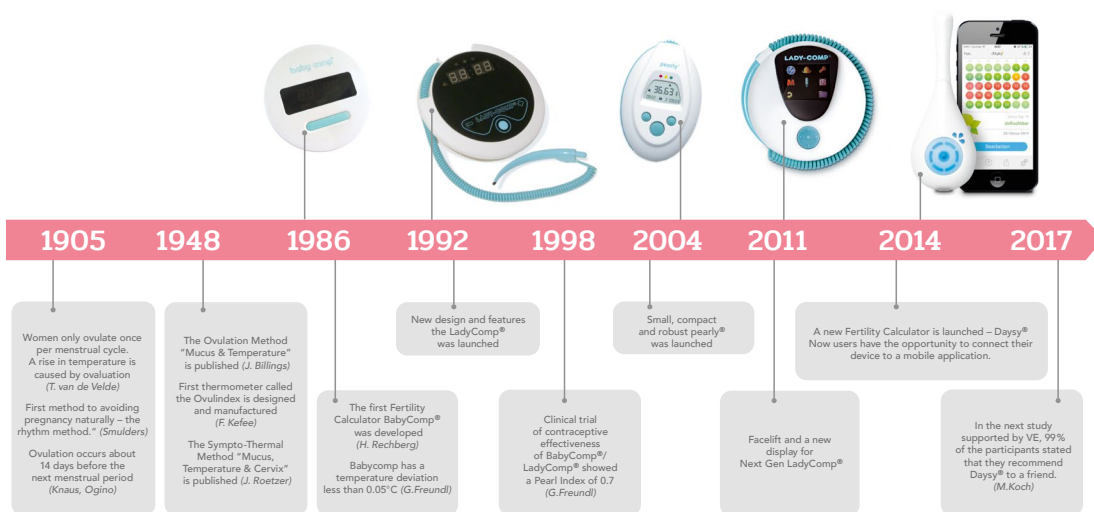 baby comp®
88 88
LADY-COMP®
pearly®
36.63
LADY-COMP®
Bearbeiten
1905
1948
1986
1992
1998
2004
2011
2014
2017
Women only ovulate once
per menstrual cycle.
A rise in temperature is
caused by ovaluation
(T. van de Velde)
First method to avoiding
pregnancy naturally – the
rhythm method.” (Smulders)
Ovulation occurs about
14 days before the
next menstrual period
(Knaus, Ogino)
The Ovulation Method
“Mucus & Temperature”
is published (J. Billings)
First thermometer called
the Ovulindex is designed
and manufactured
(F. Kefee)
The Sympto-Thermal
Method “Mucus,
Temperature & Cervix”
is published (J. Roetzer)
The first Fertility
Calculator BabyComp®
was developed
(H. Rechberg)
Babycomp has a
temperature deviation
less than 0.05°C (G.Freundl)
New design and features
the LadyComp®
was launched
Clinical trial
of contraceptive
effectiveness
of BabyComp®/
LadyComp® showed
a Pearl Index of 0.7
(G.Freundl)
Small, compact
and robust pearly®
was launched
Facelift and a new
display for
Next Gen LadyComp®
A new Fertility Calculator is launched – Daysy®
Now users have the opportunity to connect their
device to a mobile application.
In the next study
supported by VE, 99%
of the participants stated
that they recommend
Daysy® to a friend.
(M.Koch)